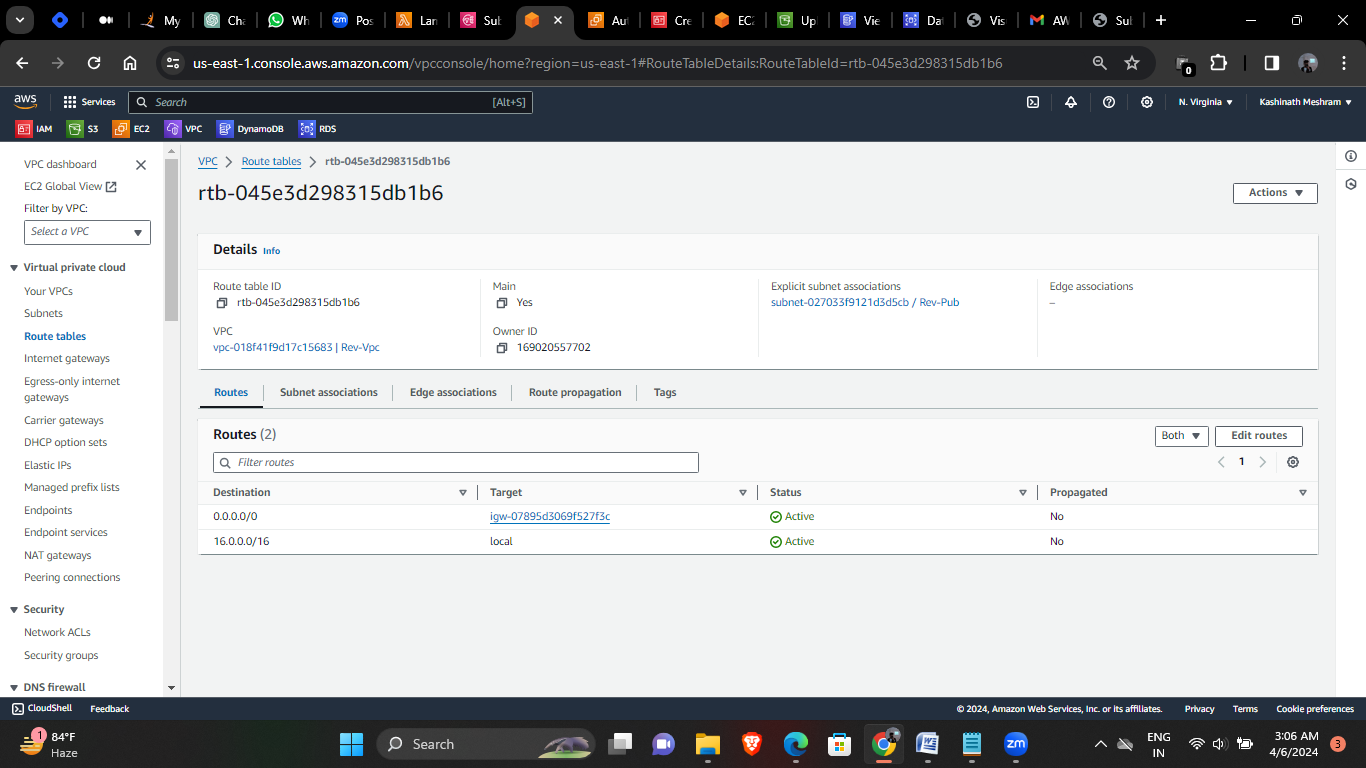 My
Cha
Wh
Pos
Lar
Sub
Aut
Cre
EC2
Up
Vie
Dat
Vis
AW
Sul
us-east-1.console.aws.amazon.com/vpcconsole/home?region=us-east-1#RouteTableDetails:RouteTableId=rtb-045e3d298315db1b6
0
aws Services Search [Alt+S] N. Virginia Kashinath Meshram
IAM S3 EC2 VPC DynamoDB RDS
VPC dashboard
EC2 Global View
Filter by VPC:
Select a VPC
Virtual private cloud
Your VPCs
Subnets
Route tables
Internet gateways
Egress-only internet
gateways
Carrier gateways
DHCP option sets
Elastic IPs
Managed prefix lists
Endpoints
Endpoint services
NAT gateways
Peering connections
Security
Network ACLs
Security groups
DNS firewall
VPC Route tables rtb-045e3d298315db1b6
rtb-045e3d298315db1b6
Actions
Details Info
Route table ID
rtb-045e3d298315db1b6
Main
Yes
Explicit subnet associations
subnet-027033f9121d3d5cb / Rev-Pub
Edge associations
–
VPC
vpc-018f41f9d17c15683 | Rev-Vpc
Owner ID
169020557702
Routes Subnet associations Edge associations Route propagation Tags
Routes (2)
Both Edit routes
Filter routes
1
Destination Target Status Propagated
0.0.0.0/0 igw-07895d3069f527f3c Active No
16.0.0.0/16 local Active No
CloudShell Feedback © 2024, Amazon Web Services, Inc. or its affiliates. Privacy Terms Cookie preferences
1
84°F
Haze
Search
zm
ENG
IN
3:06 AM
4/6/2024
3